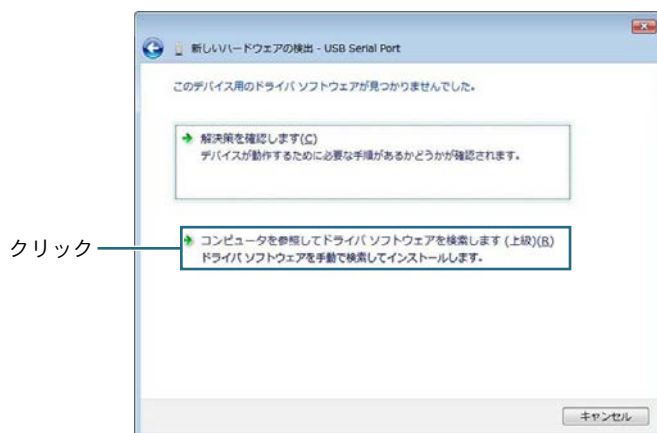 新しいハードウェアの検出 - USB Serial Port
このデバイス用のドライバ ソフトウェアが見つかりませんでした。
解決策を確認します(C)
デバイスが動作するために必要な手順があるかどうかが確認されます。
クリック
コンピュータを参照してドライバ ソフトウェアを検索します (上級)(R)
ドライバ ソフトウェアを手動で検索してインストールします。
キャンセル